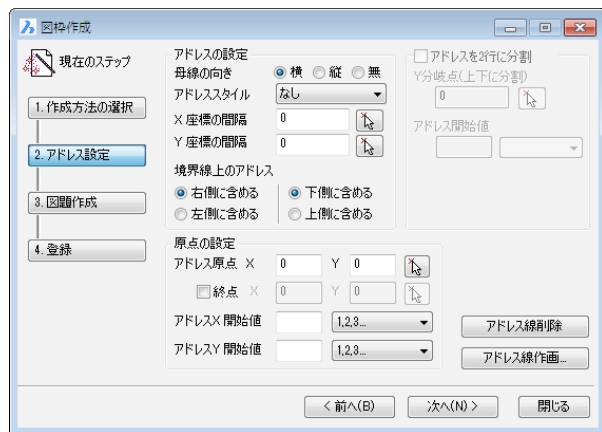 図枠作成
現在のステップ
1. 作成方法の選択
2. アドレス設定
3. 図題作成
4. 登録
アドレスの設定
母線の向き 横 縦 無
アドレススタイル なし
X 座標の間隔 0
Y 座標の間隔 0
境界線上のアドレス
右側に含める 下側に含める
左側に含める 上側に含める
アドレスを2行に分割
Y分岐点(上下に分割)
0
アドレス開始値
原点の設定
アドレス原点 X 0 Y 0
終点 X 0 Y 0
アドレスX 開始値 1,2,3...
アドレスY 開始値 1,2,3...
アドレス線削除
アドレス線作画...
< 前へ(B) 次へ(N) > 閉じる